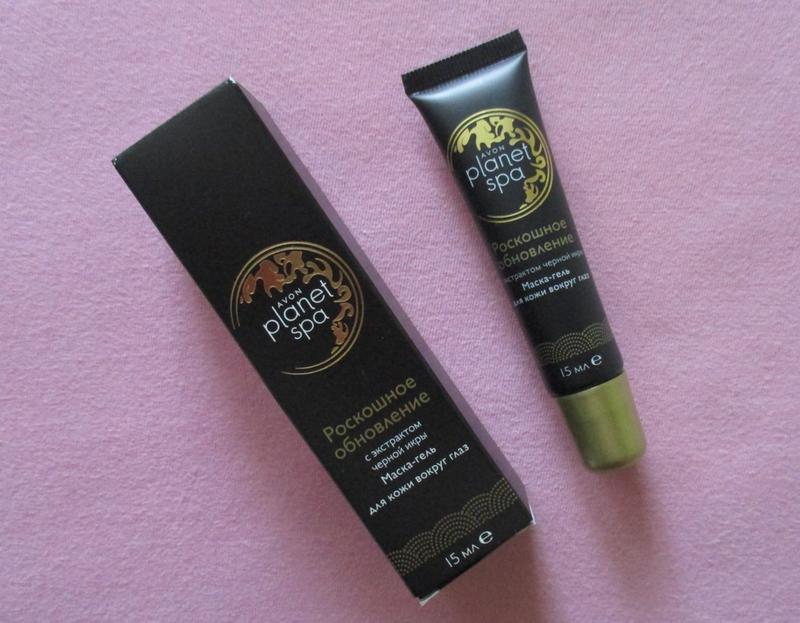 AVON
planet
spa
Роскошное
обновление
с экстрактом
черной икры
Маска-гель
для кожи вокруг глаз
15 мл e
AVON
planet
spa
Роскошное
обновление
экстрактом черной икры
Маска-гель
для кожи вокруг глаз
15 мл e